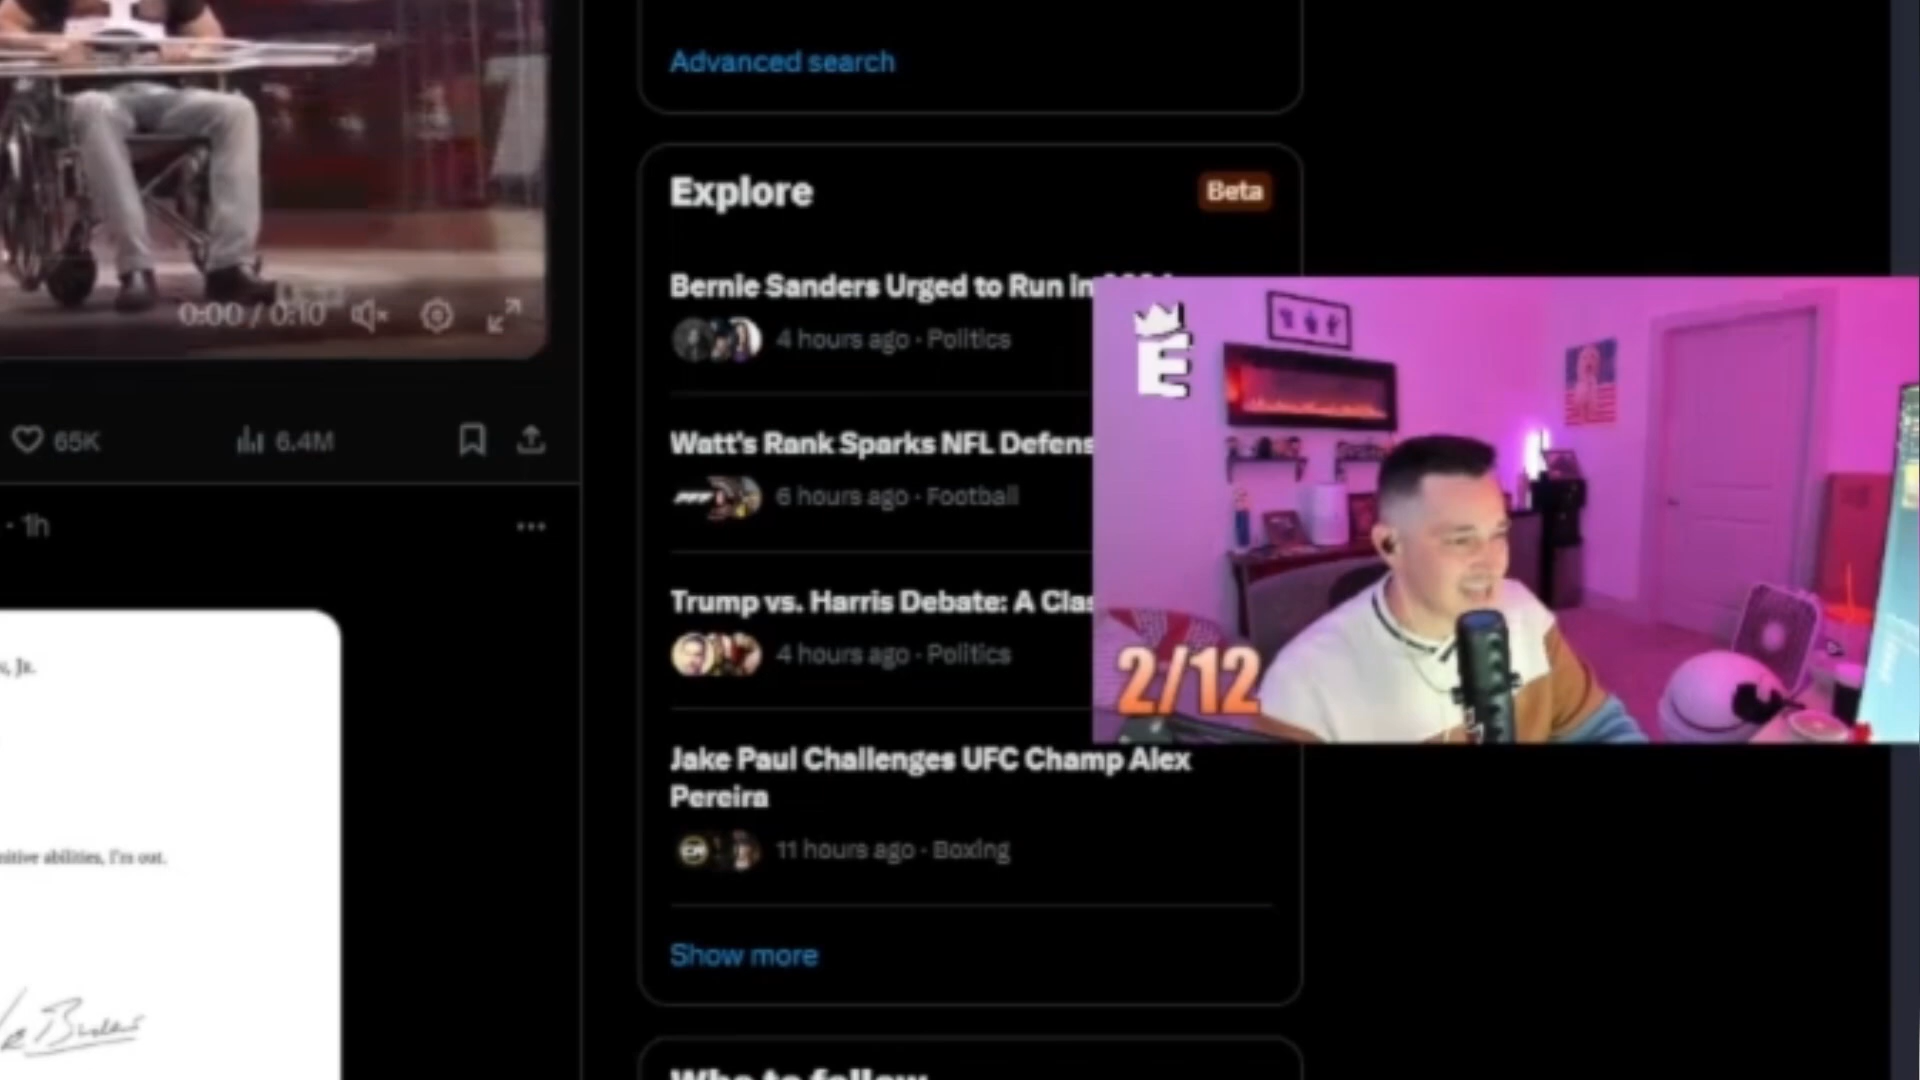 Advanced search
Explore
Beta
Bernie Sanders Urged to Run in
4 hours ago · Politics
Watt's Rank Sparks NFL Defens
6 hours ago · Football
Trump vs. Harris Debate: A Clas
4 hours ago · Politics
Jake Paul Challenges UFC Champ Alex
Pereira
11 hours ago · Boxing
Show more
Who to follow
0:00 / 0:10
65K
6.4M
· 1h
, Jr.
nitive abilities, I'm out.
E
2/12